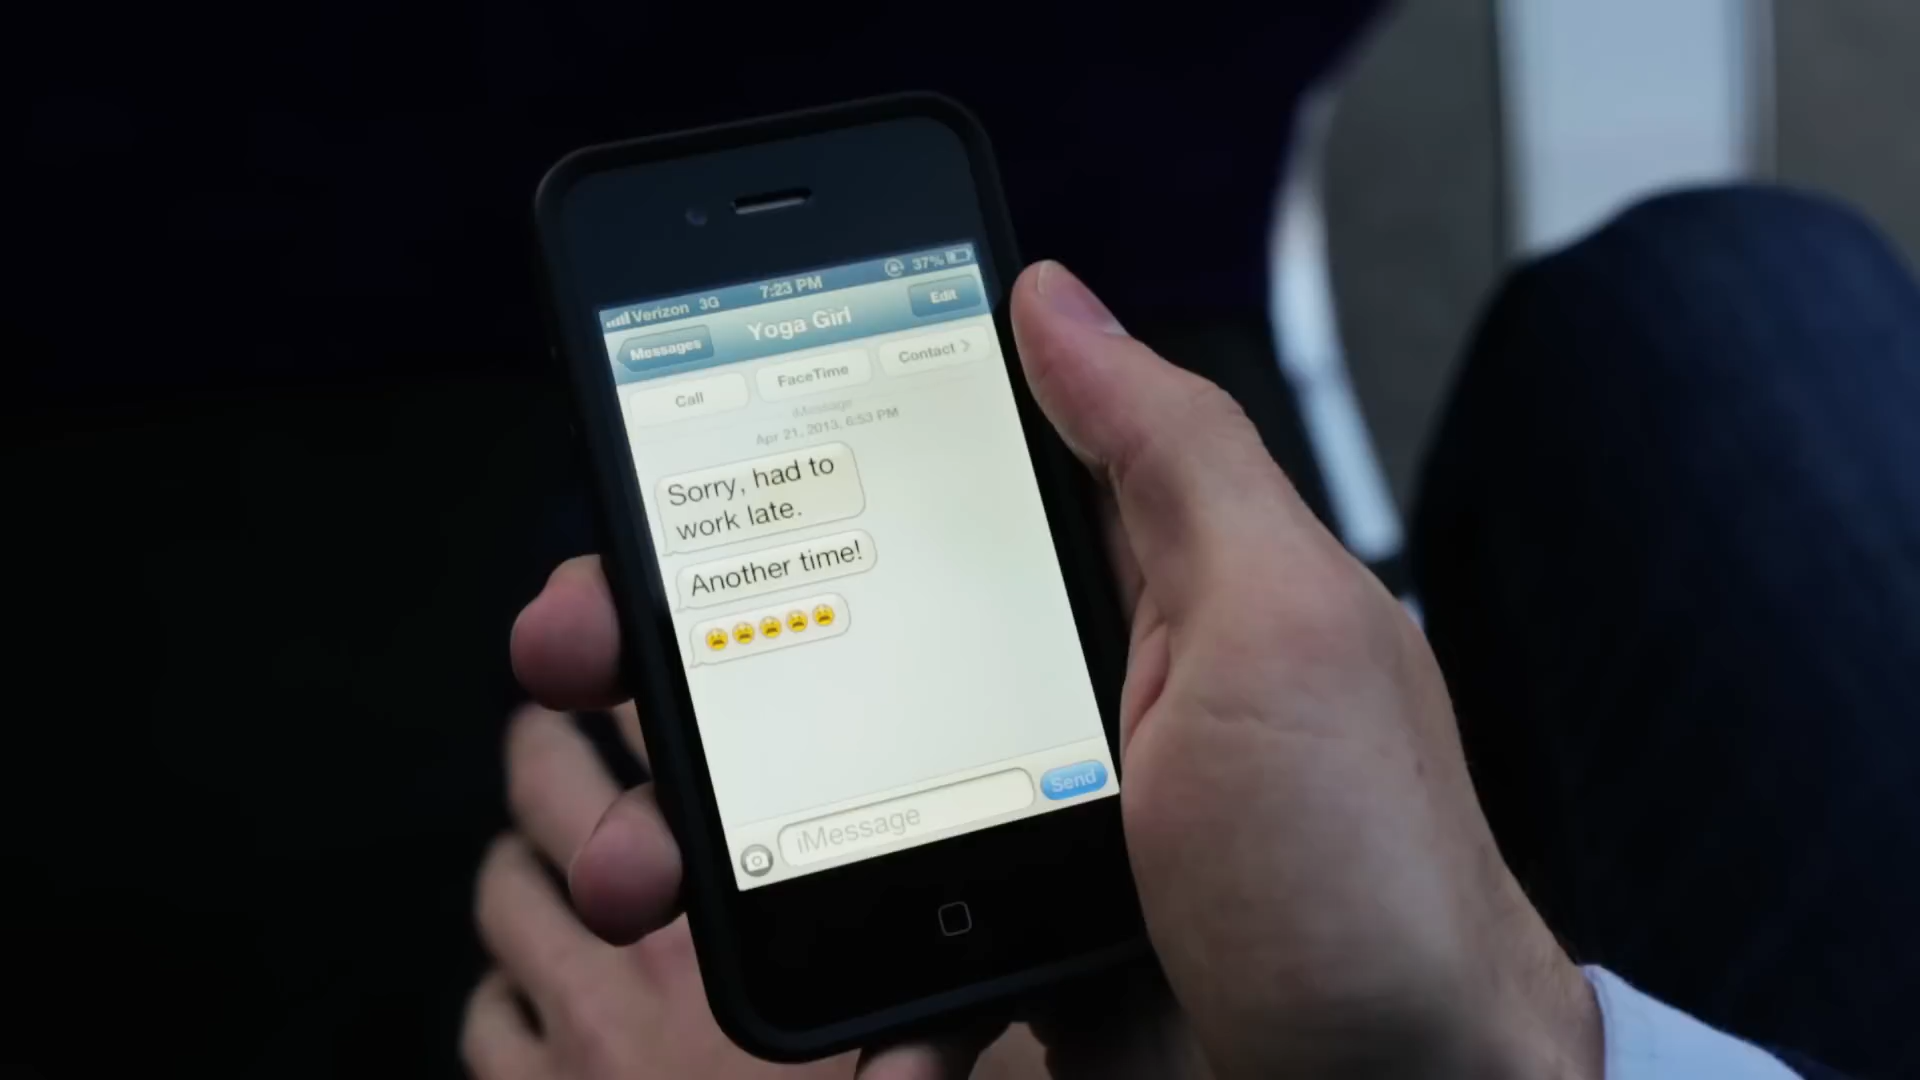 Verizon 3G 7:23 PM 37%
Messages Yoga Girl Edit
Call FaceTime Contact
iMessage
Apr 21, 2013, 6:53 PM
Sorry, had to
work late.
Another time!
😩😩😩😩😩
iMessage Send